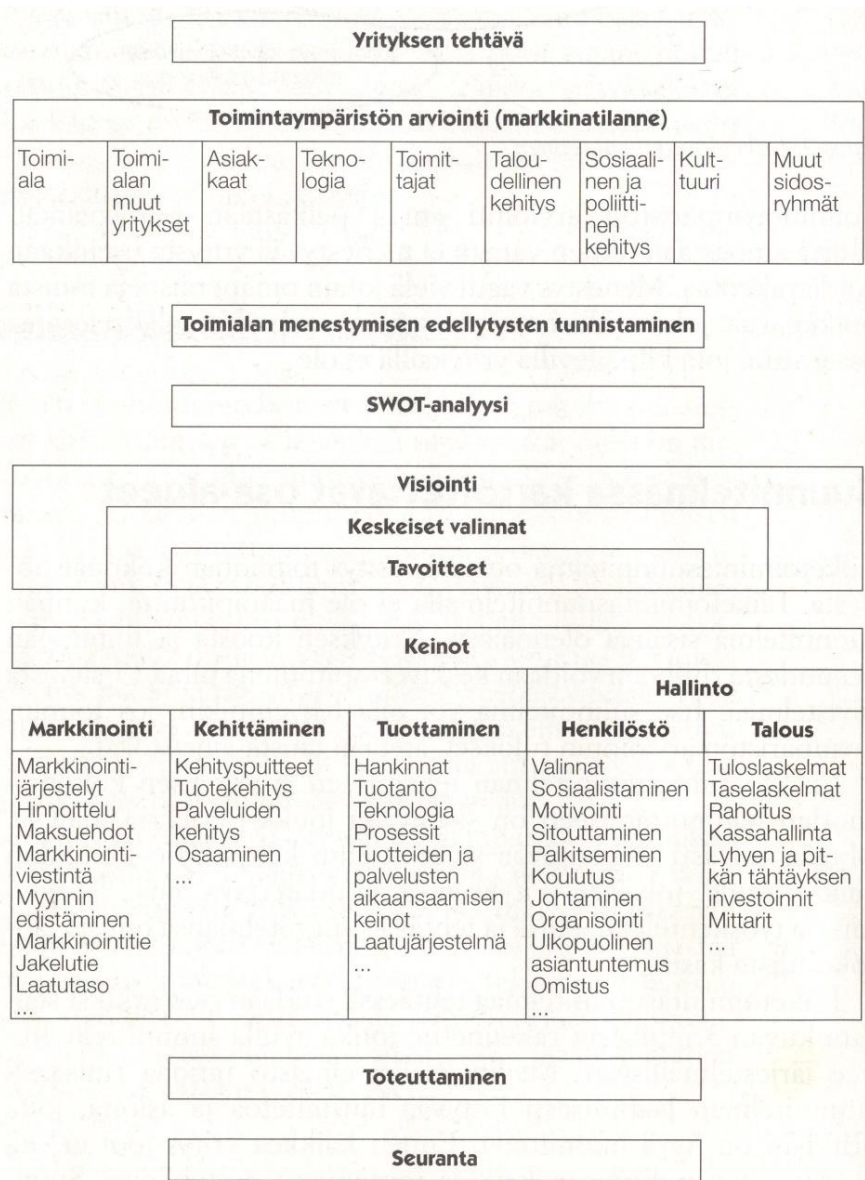 Yrityksen tehtävä
Toimintaympäristön arviointi (markkinatilanne)
Toimi-
ala
Toimi-
alan
muut
yritykset
Asiak-
kaat
Tekno-
logia
Toimit-
tajat
Talou-
dellinen
kehitys
Sosiaali-
nen ja
poliitti-
nen
kehitys
Kult-
tuuri
Muut
sidos-
ryhmät
Toimialan menestymisen edellytysten tunnistaminen
SWOT-analyysi
Visiointi
Keskeiset valinnat
Tavoitteet
Keinot
Hallinto
Markkinointi
Markkinointi-
järjestelyt
Hinnoittelu
Maksuehdot
Markkinointi-
viestintä
Myynnin
edistäminen
Markkinointitie
Jakelutie
Laatutaso
...
Kehittäminen
Kehityspuitteet
Tuotekehitys
Palveluiden
kehitys
Osaaminen
...
Tuottaminen
Hankinnat
Tuotanto
Teknologia
Prosessit
Tuotteiden ja
palvelusten
aikaansaamisen
keinot
Laatujärjestelmä
...
Henkilöstö
Valinnat
Sosiaalistaminen
Motivointi
Sitouttaminen
Palkitseminen
Koulutus
Johtaminen
Organisointi
Ulkopuolinen
asiantuntemus
Omistus
...
Talous
Tuloslaskelmat
Taselaskelmat
Rahoitus
Kassahallinta
Lyhyen ja pit-
kän tähtäyksen
investoinnit
Mittarit
...
Toteuttaminen
Seuranta